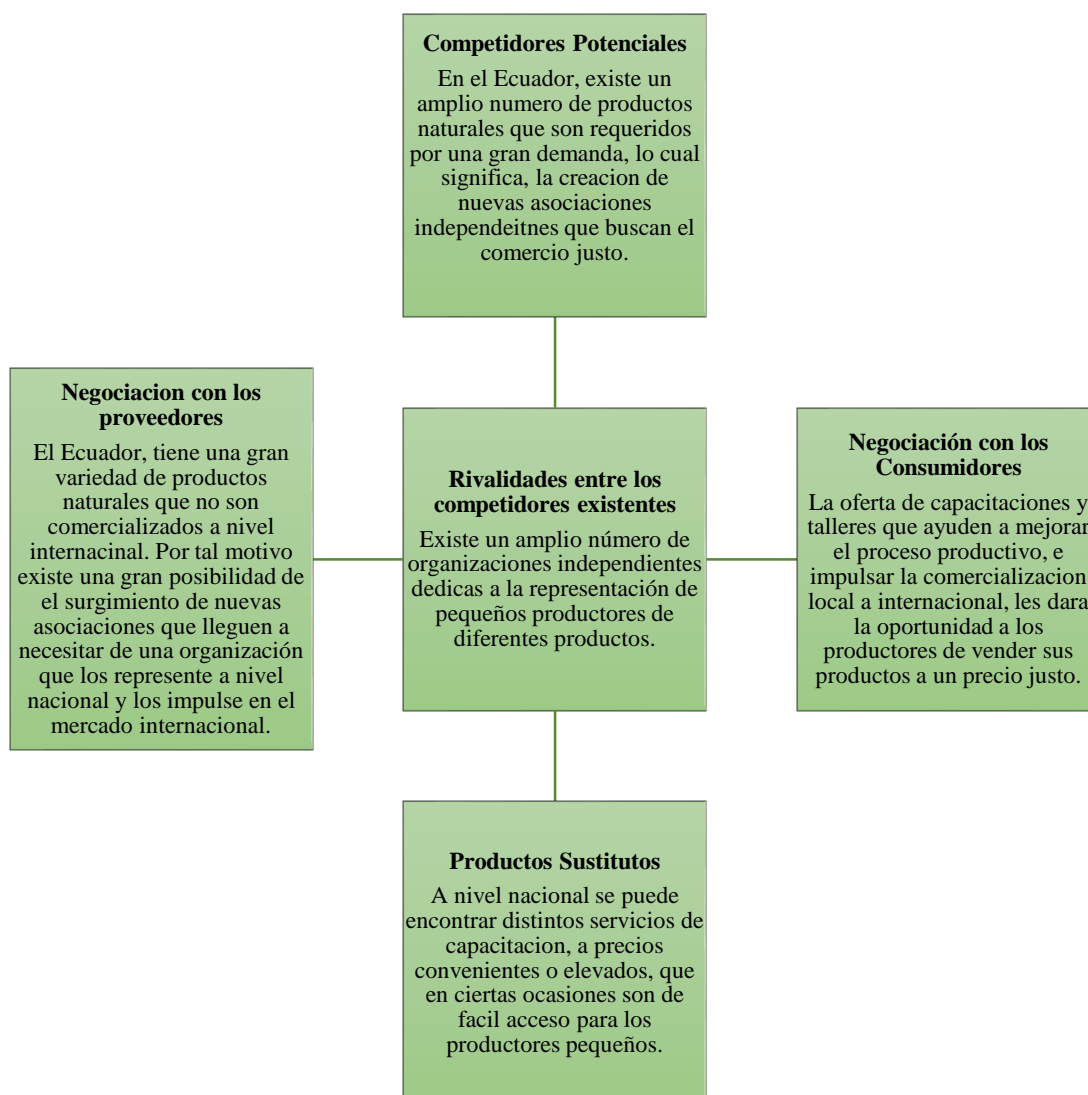 Competidores Potenciales
En el Ecuador, existe un
amplio numero de productos
naturales que son requeridos
por una gran demanda, lo cual
significa, la creacion de
nuevas asociaciones
independeitnes que buscan el
comercio justo.
Negociacion con los
proveedores
El Ecuador, tiene una gran
variedad de productos
naturales que no son
comercializados a nivel
internacinal. Por tal motivo
existe una gran posibilidad de
el surgimiento de nuevas
asociaciones que lleguen a
necesitar de una organización
que los represente a nivel
nacional y los impulse en el
mercado internacional.
Rivalidades entre los
competidores existentes
Existe un amplio número de
organizaciones independientes
dedicas a la representación de
pequeños productores de
diferentes productos.
Negociación con los
Consumidores
La oferta de capacitaciones y
talleres que ayuden a mejorar
el proceso productivo, e
impulsar la comercializacion
local a internacional, les dara
la oportunidad a los
productores de vender sus
productos a un precio justo.
Productos Sustitutos
A nivel nacional se puede
encontrar distintos servicios de
capacitacion, a precios
convenientes o elevados, que
en ciertas ocasiones son de
facil acceso para los
productores pequeños.